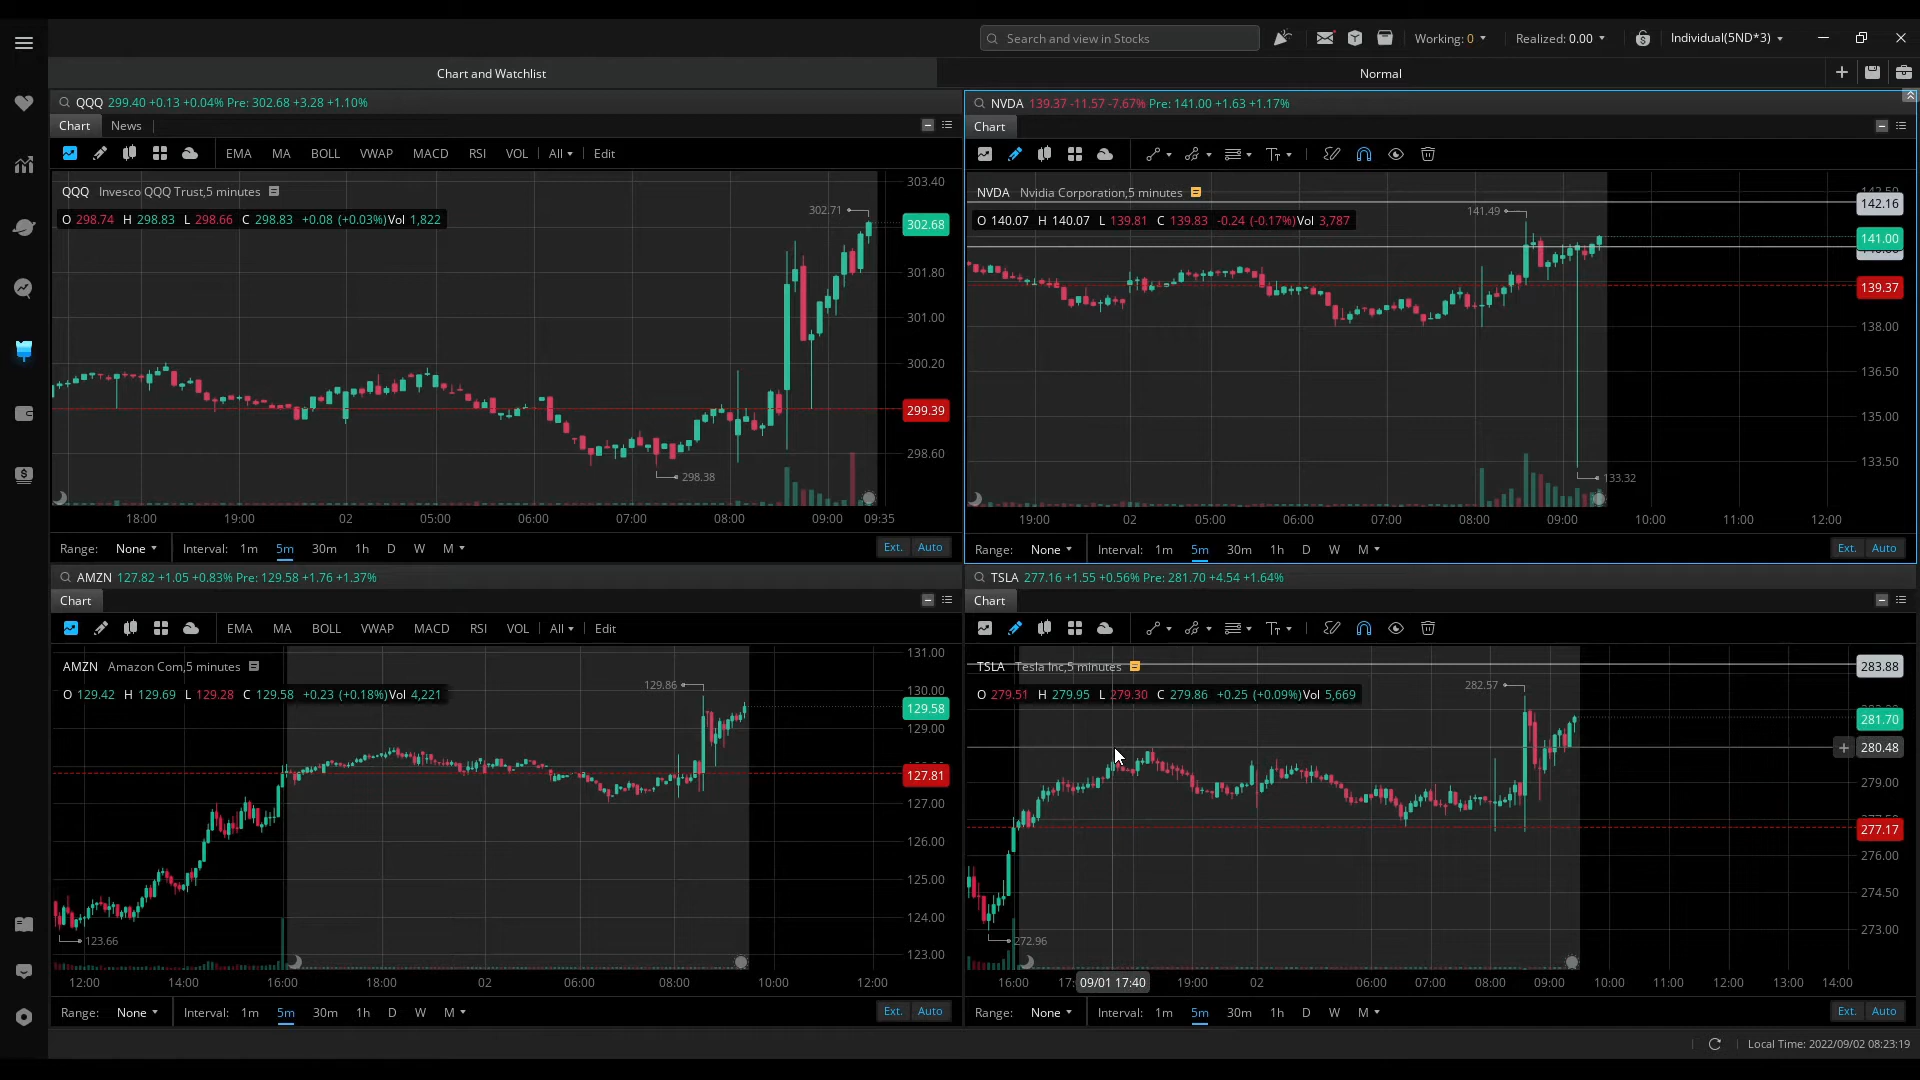 Search and view in Stocks
Working: 0
Realized: 0.00
Individual(5ND*3)
Chart and Watchlist
Normal
QQQ 299.40 +0.13 +0.04% Pre: 302.68 +3.28 +1.10%
Chart News
EMA MA BOLL VWAP MACD RSI VOL All Edit
QQQ Invesco QQQ Trust,5 minutes
O 298.74 H 298.83 L 298.66 C 298.83 +0.08 (+0.03%)Vol 1,822
302.71
298.38
303.40
302.68
301.80
301.00
300.20
299.39
298.60
18:00 19:00 02 05:00 06:00 07:00 08:00 09:00 09:35
Range: None Interval: 1m 5m 30m 1h D W M Ext. Auto
NVDA 139.37 -11.57 -7.67% Pre: 141.00 +1.63 +1.17%
Chart
NVDA Nvidia Corporation,5 minutes
O 140.07 H 140.07 L 139.81 C 139.83 -0.24 (-0.17%)Vol 3,787
141.49
133.32
142.16
141.00
139.37
138.00
136.50
135.00
133.50
19:00 02 05:00 06:00 07:00 08:00 09:00 10:00 11:00 12:00
Range: None Interval: 1m 5m 30m 1h D W M Ext. Auto
AMZN 127.82 +1.05 +0.83% Pre: 129.58 +1.76 +1.37%
Chart
EMA MA BOLL VWAP MACD RSI VOL All Edit
AMZN Amazon Com,5 minutes
O 129.42 H 129.69 L 129.28 C 129.58 +0.23 (+0.18%)Vol 4,221
129.86
123.66
131.00
130.00
129.58
129.00
127.81
127.00
126.00
125.00
124.00
123.00
12:00 14:00 16:00 18:00 02 06:00 08:00 10:00 12:00
Range: None Interval: 1m 5m 30m 1h D W M Ext. Auto
TSLA 277.16 +1.55 +0.56% Pre: 281.70 +4.54 +1.64%
Chart
TSLA Tesla Inc,5 minutes
O 279.51 H 279.95 L 279.30 C 279.86 +0.25 (+0.09%)Vol 5,669
282.57
272.96
283.88
281.70
280.48
279.00
277.17
276.00
274.50
273.00
16:00 17: 09/01 17:40 19:00 02 06:00 07:00 08:00 09:00 10:00 11:00 12:00 13:00 14:00
Range: None Interval: 1m 5m 30m 1h D W M Ext. Auto
Local Time: 2022/09/02 08:23:19